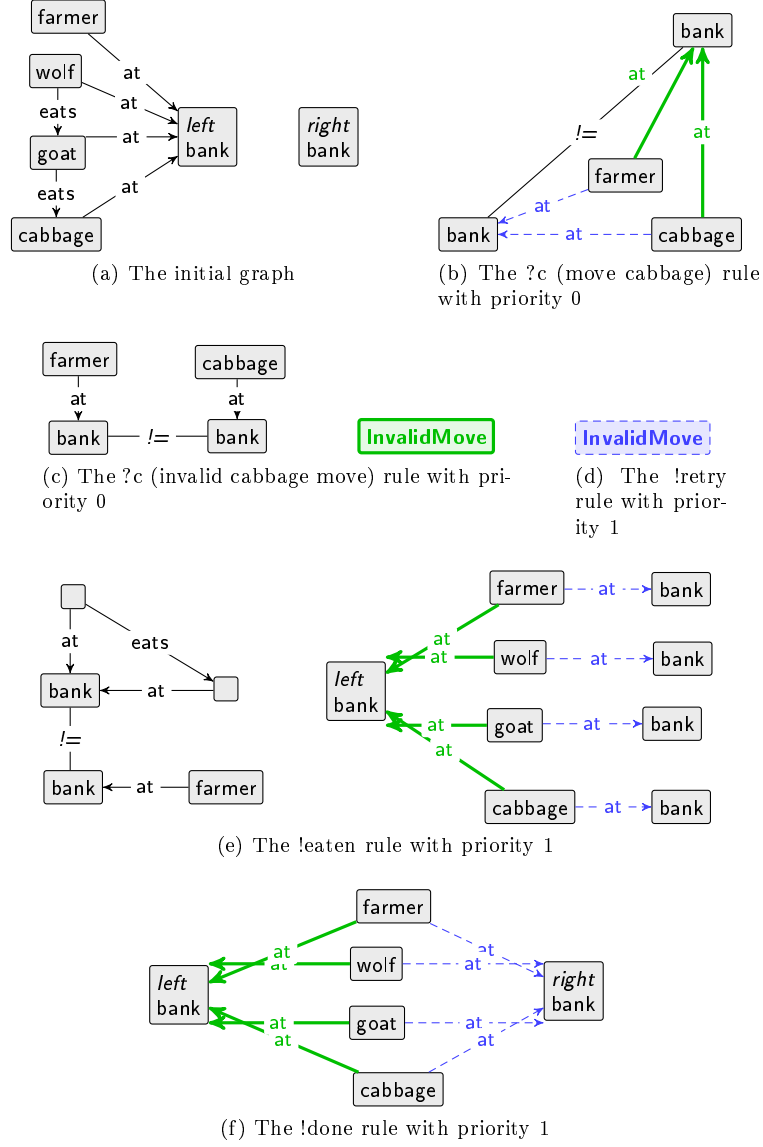 farmer
at
wolf
at
eats
left
bank
right
bank
at
goat
eats
at
cabbage
(a) The initial graph
bank
at
!=
at
farmer
at
bank
at
cabbage
(b) The ?c (move cabbage) rule
with priority 0
farmer
cabbage
at
at
bank
!=
bank
InvalidMove
InvalidMove
(c) The ?c (invalid cabbage move) rule with pri-
ority 0
(d) The !retry
rule with prior-
ity 1
at
eats
bank
at
!=
bank
at
farmer
farmer
at
bank
at
at
wolf
at
bank
left
bank
at
goat
at
bank
at
cabbage
at
bank
(e) The !eaten rule with priority 1
farmer
at
at
at
wolf
at
left
bank
right
bank
at
goat
at
at
at
cabbage
(f) The !done rule with priority 1